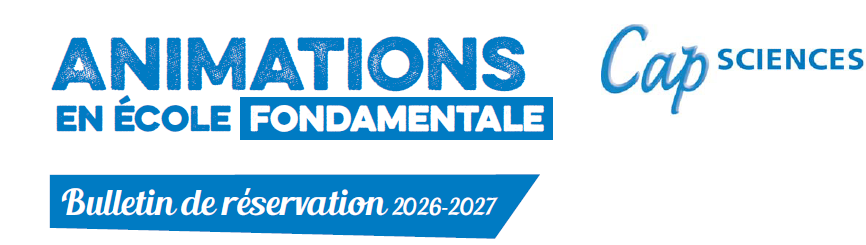 ANIMATIONS
EN ÉCOLE FONDAMENTALE
Cap SCIENCES
Bulletin de réservation 2026-2027